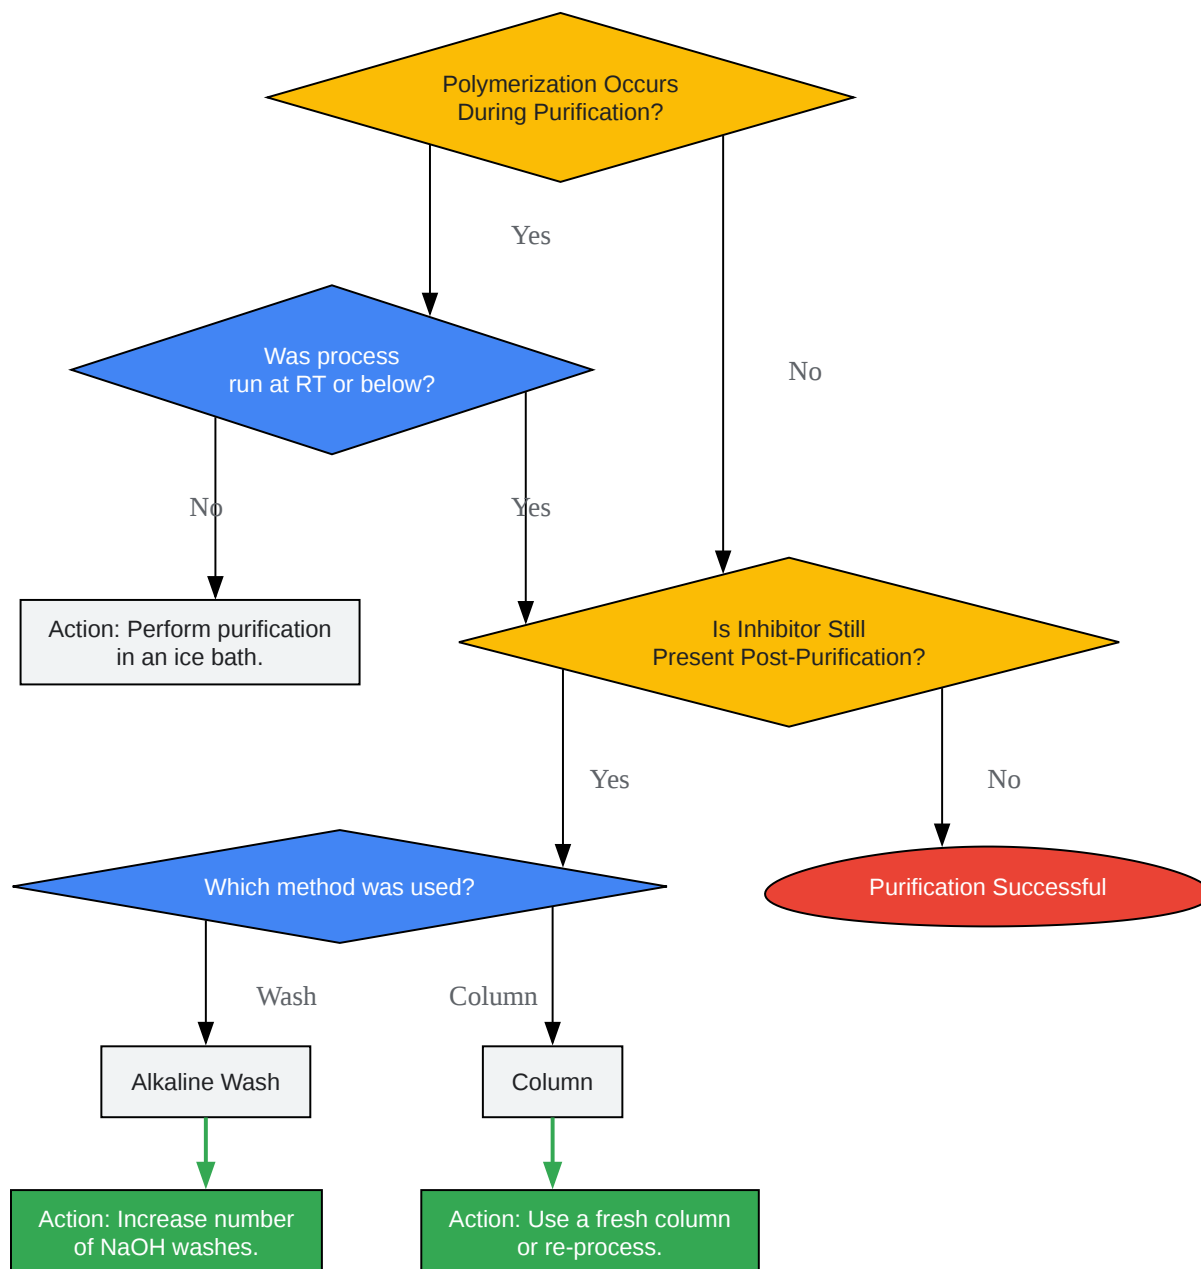 Polymerization Occurs
During Purification?
Yes
Was process
run at RT or below?
No
No
Yes
Action: Perform purification
in an ice bath.
Is Inhibitor Still
Present Post-Purification?
Yes
No
Which method was used?
Purification Successful
Wash
Column
Alkaline Wash
Column
Action: Increase number
of NaOH washes.
Action: Use a fresh column
or re-process.